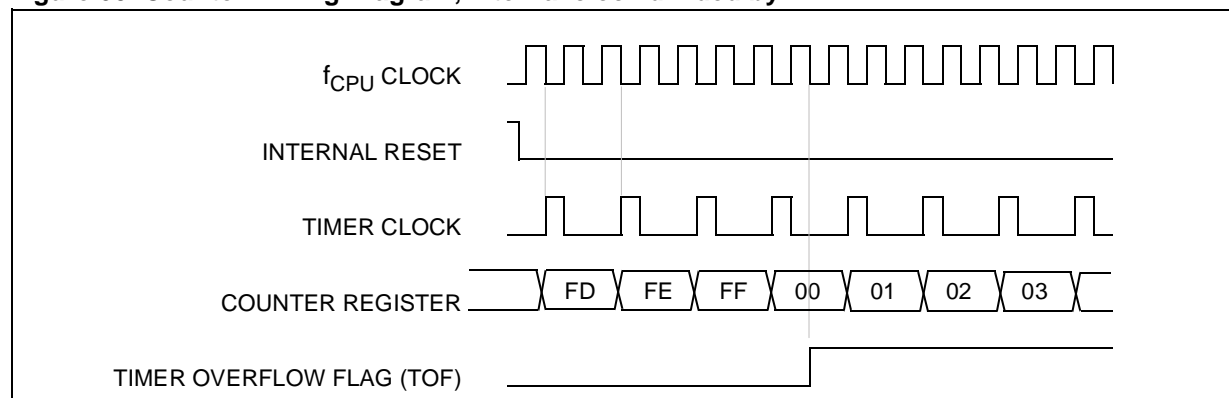 fCPU CLOCK
INTERNAL RESET
TIMER CLOCK
COUNTER REGISTER FD FE FF 00 01 02 03
TIMER OVERFLOW FLAG (TOF)